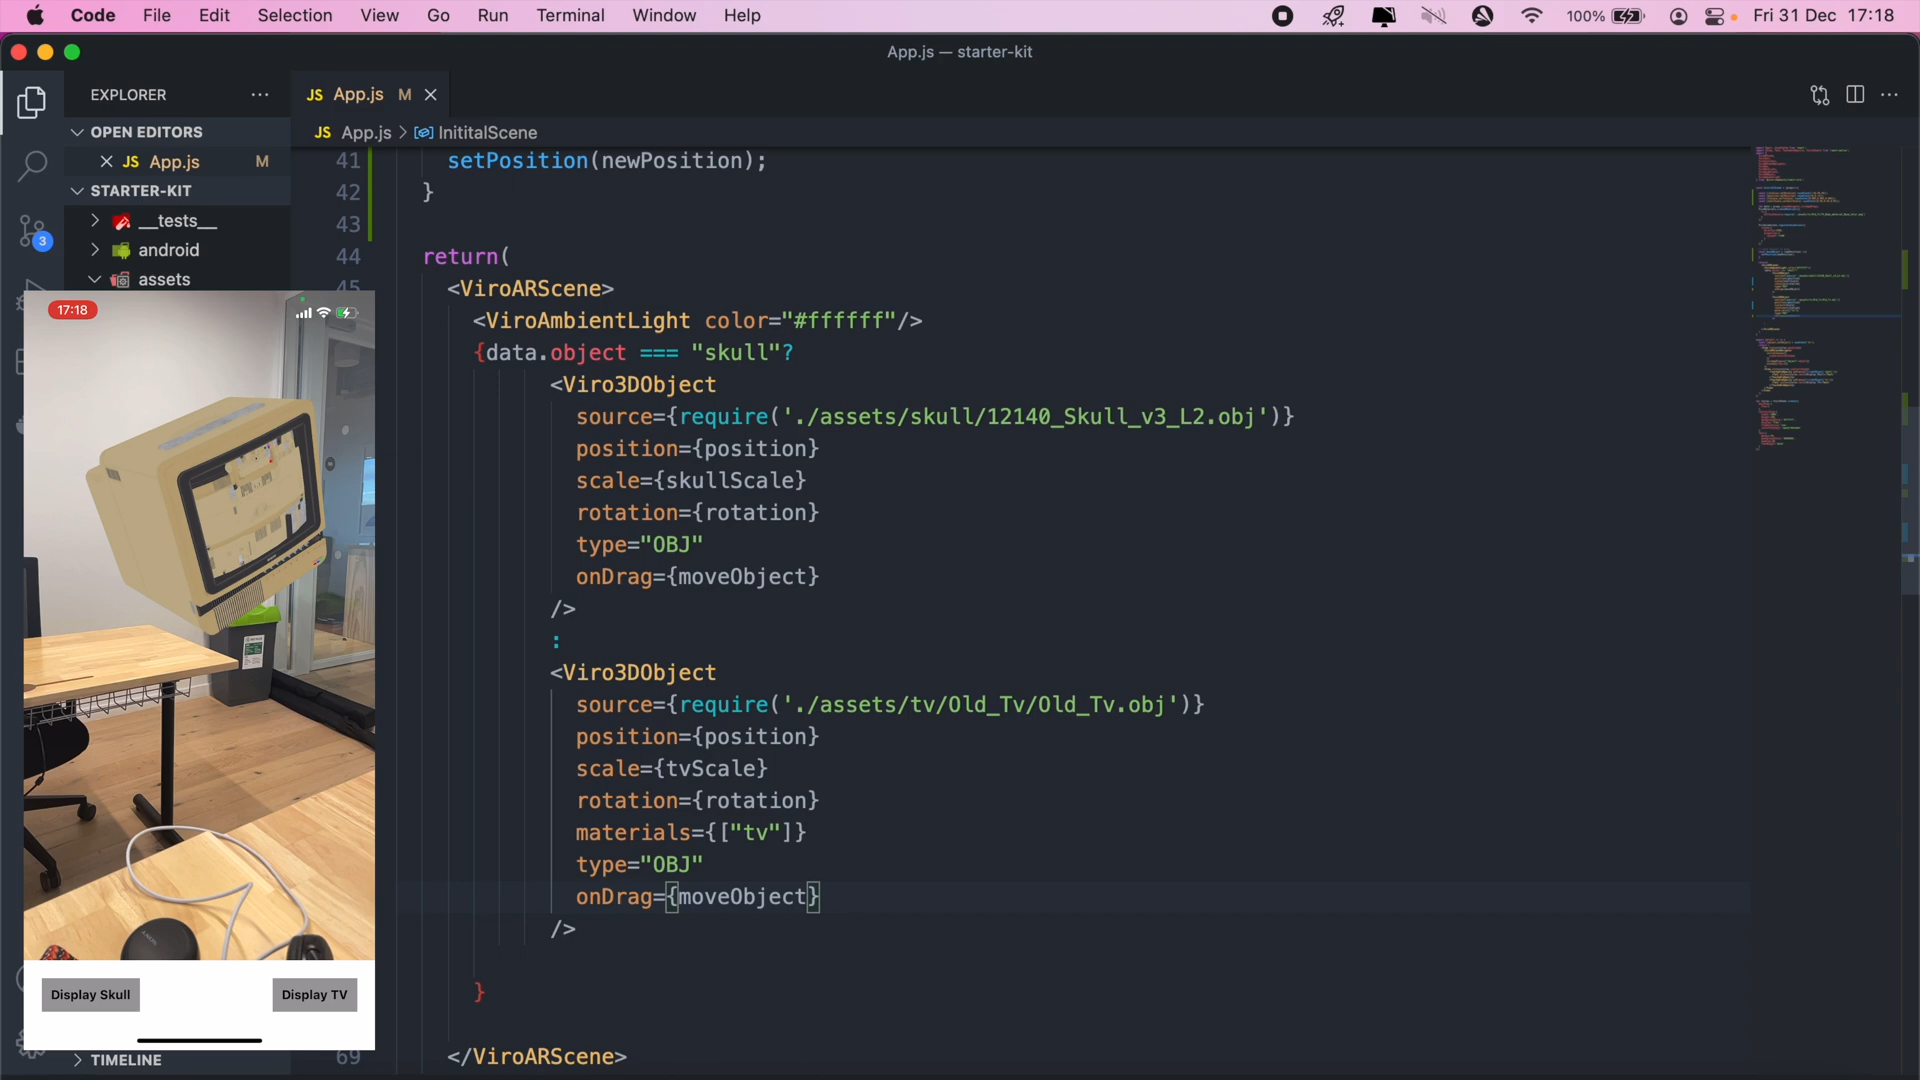 Code File Edit Selection View Go Run Terminal Window Help 100% Fri 31 Dec 17:18
App.js — starter-kit
EXPLORER ··· JS App.js M
JS App.js > InititalScene
OPEN EDITORS
JS App.js M
STARTER-KIT
__tests__
android
assets
3
41 setPosition(newPosition);
42 }
43
44 return(
45 <ViroARScene>
<ViroAmbientLight color="#ffffff"/>
{data.object === "skull"?
<Viro3DObject
source={require('./assets/skull/12140_Skull_v3_L2.obj')}
position={position}
scale={skullScale}
rotation={rotation}
type="OBJ"
onDrag={moveObject}
/>
:
<Viro3DObject
source={require('./assets/tv/Old_Tv/Old_Tv.obj')}
position={position}
scale={tvScale}
rotation={rotation}
materials={["tv"]}
type="OBJ"
onDrag={moveObject}
/>
}
69 </ViroARScene>
17:18
SONY
Display Skull Display TV
TIMELINE